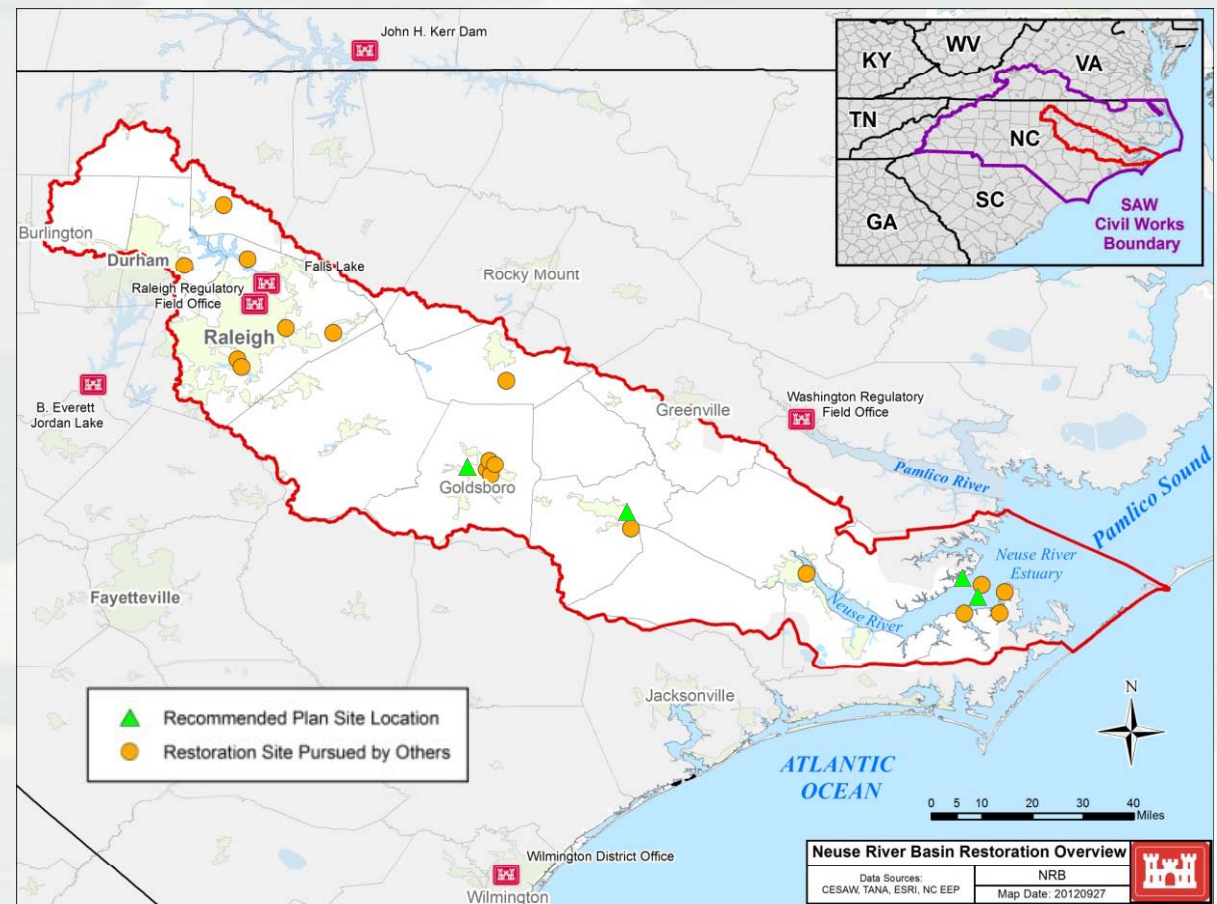 John H. Kerr Dam
KY
WV
VA
TN
NC
SC
GA
SAW
Civil Works
Boundary
Burlington
Durham
Falls Lake
Raleigh Regulatory
Field Office
Rocky Mount
Raleigh
B. Everett
Jordan Lake
Greenville
Washington Regulatory
Field Office
Pamlico River
Pamlico Sound
Goldsboro
Neuse River
Estuary
Neuse River
Fayetteville
Jacksonville
Recommended Plan Site Location
Restoration Site Pursued by Others
N
ATLANTIC
OCEAN
0 5 10 20 30 40
Miles
Wilmington District Office
Wilmington
Neuse River Basin Restoration Overview
Data Sources:
CESAW, TANA, ESRI, NC EEP
NRB
Map Date: 20120927